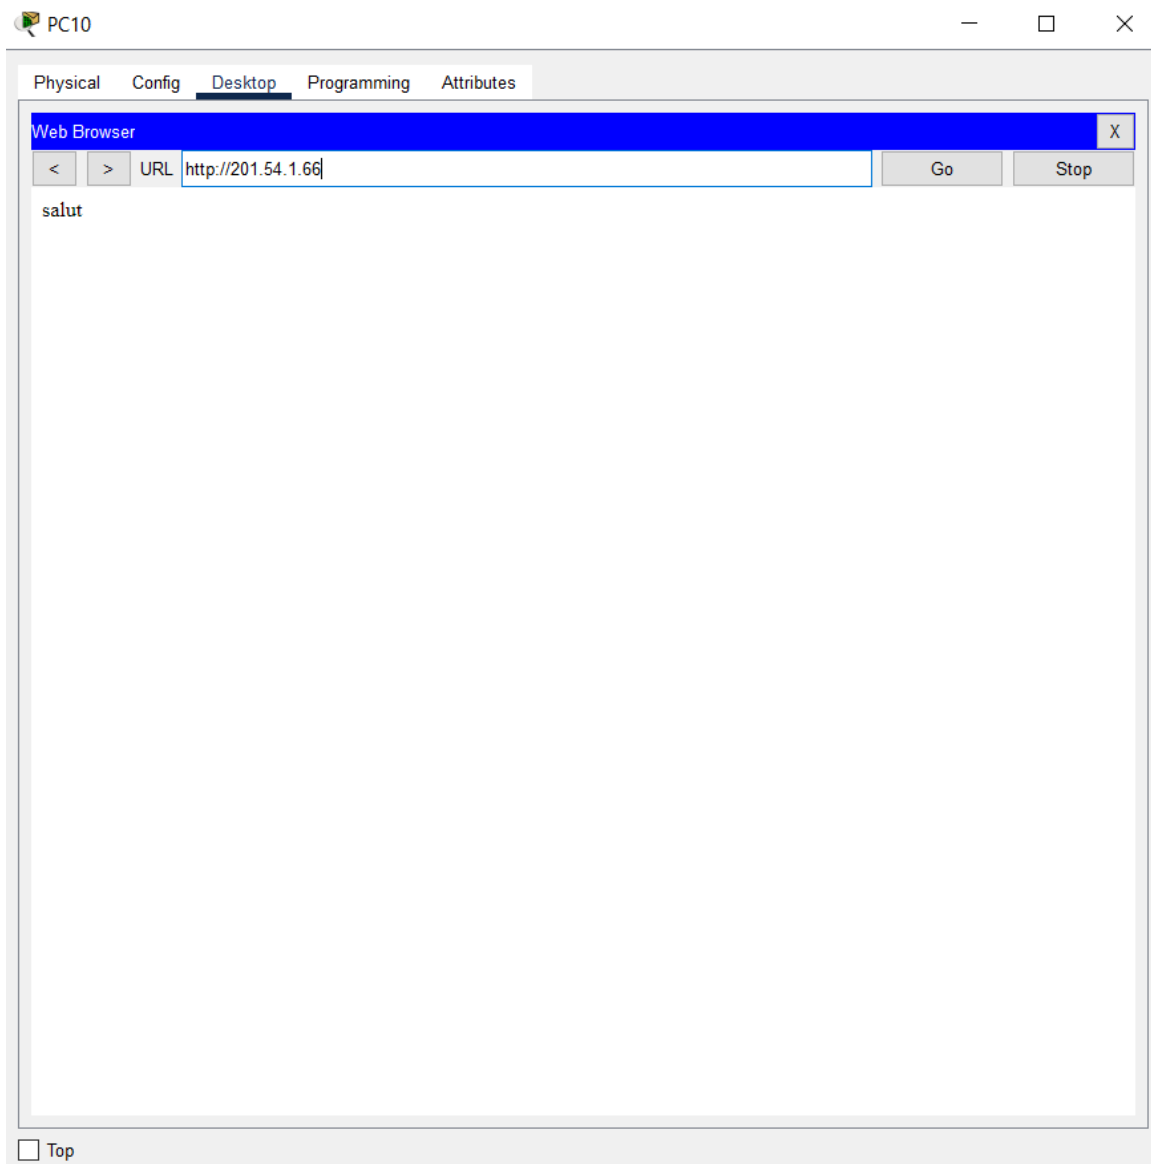 PC10
Physical Config Desktop Programming Attributes
Web Browser X
< > URL http://201.54.1.66 Go Stop
salut
Top